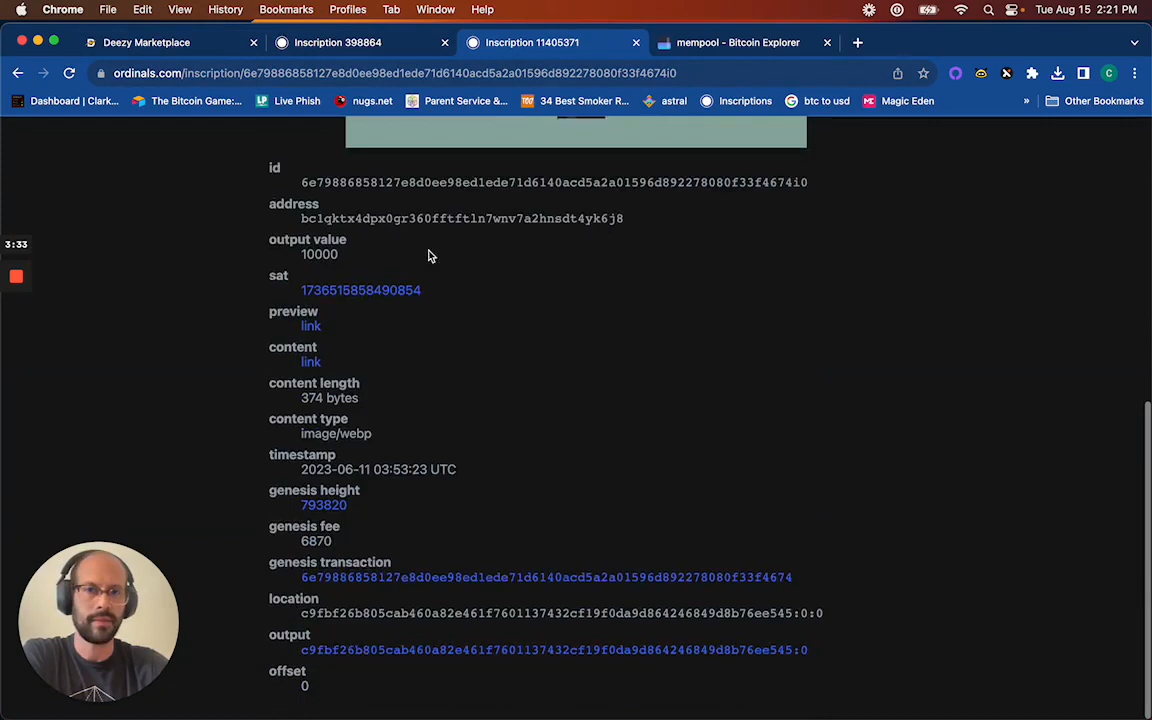 Chrome File Edit View History Bookmarks Profiles Tab Window Help Tue Aug 15 2:21 PM
Deezy Marketplace Inscription 398864 Inscription 11405371 mempool - Bitcoin Explorer
ordinals.com/inscription/6e79886858127e8d0ee98ed1ede71d6140acd5a2a01596d892278080f33f4674i0
Dashboard | Clark... The Bitcoin Game:... Live Phish nugs.net Parent Service &... 34 Best Smoker R... astral Inscriptions btc to usd Magic Eden » Other Bookmarks
id
6e79886858127e8d0ee98ed1ede71d6140acd5a2a01596d892278080f33f4674i0
address
bc1qktx4dpx0gr360fftftln7wnv7a2hnsdt4yk6j8
output value
10000
3:33
sat
1736515858490854
preview
link
content
link
content length
374 bytes
content type
image/webp
timestamp
2023-06-11 03:53:23 UTC
genesis height
793820
genesis fee
6870
genesis transaction
6e79886858127e8d0ee98ed1ede71d6140acd5a2a01596d892278080f33f4674
location
c9fbf26b805cab460a82e461f7601137432cf19f0da9d864246849d8b76ee545:0:0
output
c9fbf26b805cab460a82e461f7601137432cf19f0da9d864246849d8b76ee545:0
offset
0